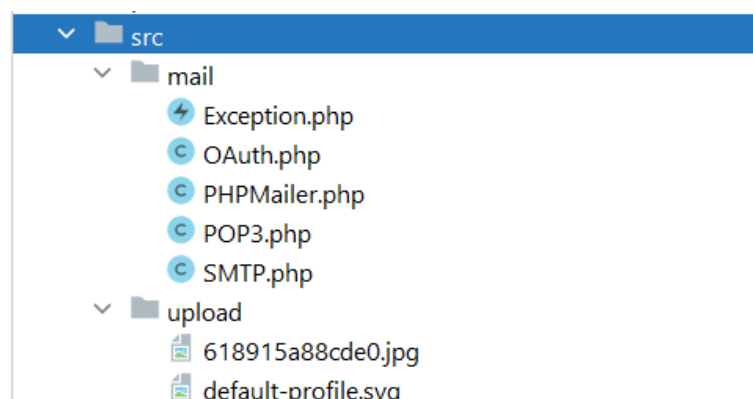 src
mail
Exception.php
OAuth.php
PHPMailer.php
POP3.php
SMTP.php
upload
618915a88cde0.jpg
default-profile.svg